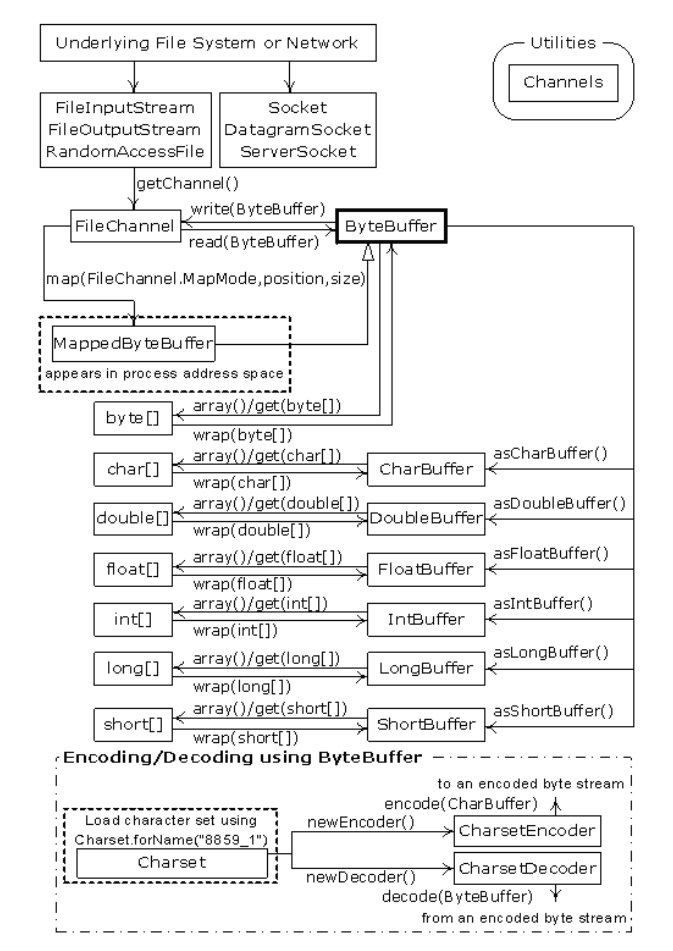 Underlying File System or Network
Utilities
Channels
FileInputStream
FileOutputStream
RandomAccessFile
Socket
DatagramSocket
ServerSocket
getChannel()
write(ByteBuffer)
FileChannel
ByteBuffer
read(ByteBuffer)
map(FileChannel.MapMode,position,size)
MappedByteBuffer
appears in process address space
array()/get(byte[])
byte[]
wrap(byte[])
array()/get(char[])
asCharBuffer()
char[]
CharBuffer
wrap(char[])
array()/get(double[])
asDoubleBuffer()
double[]
DoubleBuffer
wrap(double[])
array()/get(float[])
asFloatBuffer()
float[]
FloatBuffer
wrap(float[])
array()/get(int[])
asIntBuffer()
int[]
IntBuffer
wrap(int[])
array()/get(long[])
asLongBuffer()
long[]
LongBuffer
wrap(long[])
array()/get(short[])
asShortBuffer()
short[]
ShortBuffer
wrap(short[])
Encoding/Decoding using ByteBuffer
to an encoded byte stream
encode(CharBuffer)
Load character set using
Charset.forName("8859_1")
Charset
newEncoder()
CharsetEncoder
newDecoder()
CharsetDecoder
decode(ByteBuffer)
from an encoded byte stream